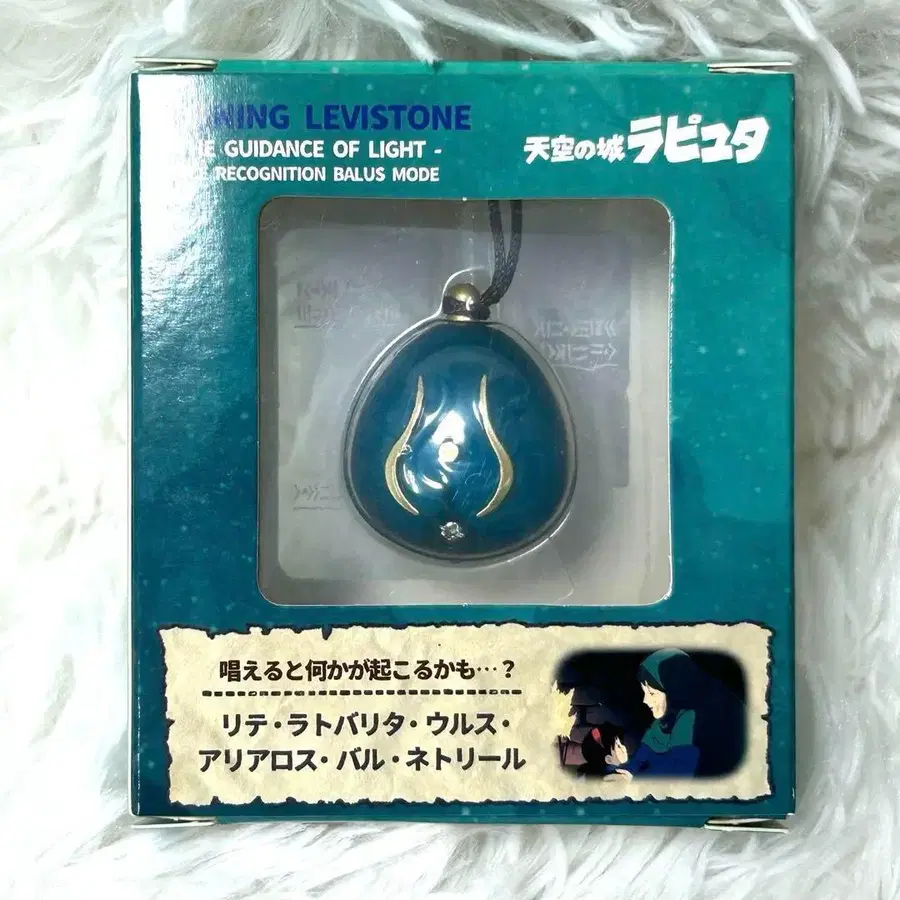 LEVISTONE
GUIDANCE OF LIGHT -
RECOGNITION BALUS MODE
天空の城ラピュタ
唱えると何かが起こるかも…？
リテ・ラトバリタ・ウルス・
アリアロス・バル・ネトリール